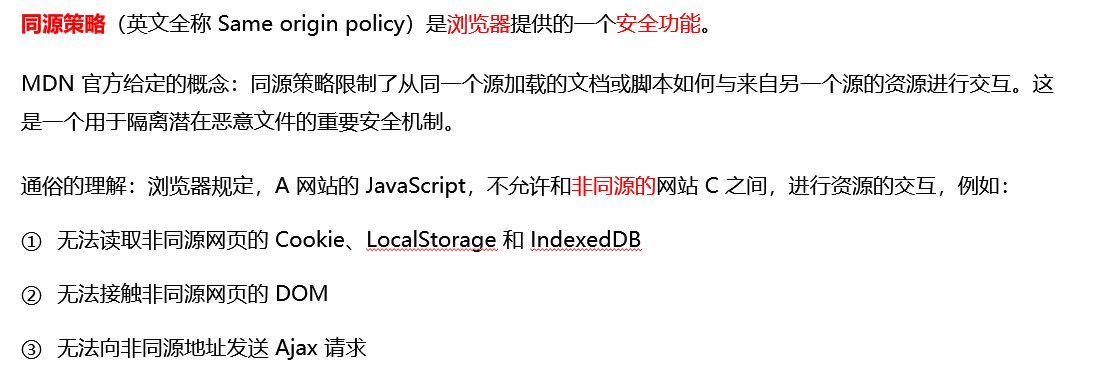 同源策略（英文全称 Same origin policy）是浏览器提供的一个安全功能。
MDN 官方给定的概念：同源策略限制了从同一个源加载的文档或脚本如何与来自另一个源的资源进行交互。这
是一个用于隔离潜在恶意文件的重要安全机制。
通俗的理解：浏览器规定，A 网站的 JavaScript，不允许和非同源的网站 C 之间，进行资源的交互，例如：
① 无法读取非同源网页的 Cookie、LocalStorage 和 IndexedDB
② 无法接触非同源网页的 DOM
③ 无法向非同源地址发送 Ajax 请求